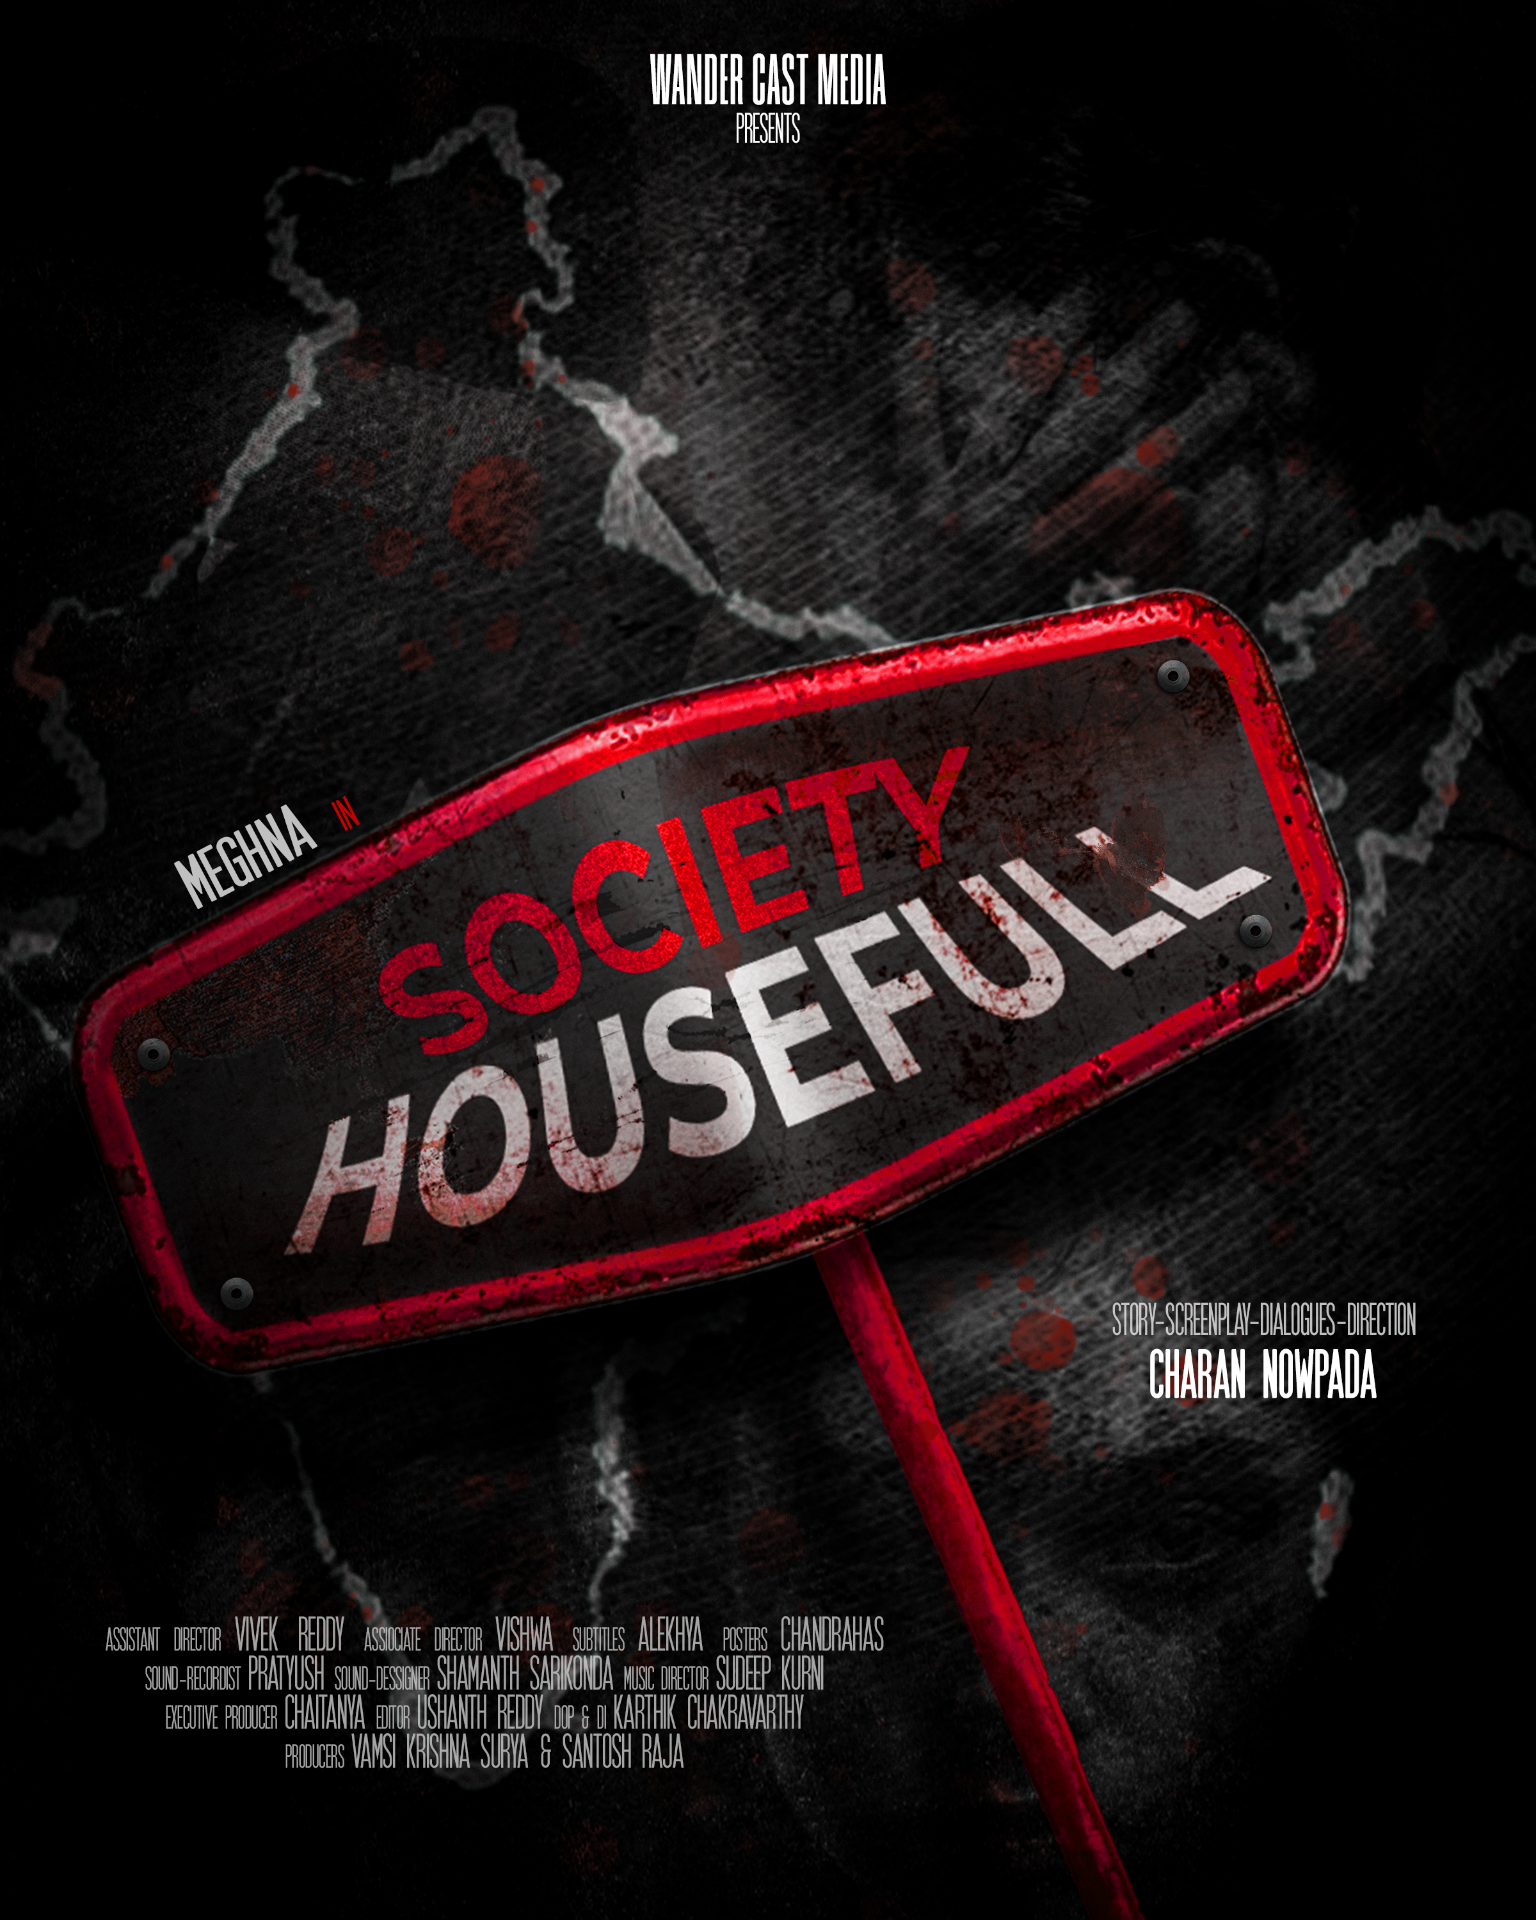 WANDER CAST MEDIA
PRESENTS
MEGHNA IN
SOCIETY
HOUSEFULL
STORY-SCREENPLAY-DIALOGUES-DIRECTION
CHARAN NOWPADA
ASSISTANT DIRECTOR VIVEK REDDY ASSIOCIATE DIRECTOR VISHWA SUBTITLES ALEKHYA POSTERS CHANDRAHAS
SOUND-RECORDIST PRATYUSH SOUND-DESSIGNER SHAMANTH SARIKONDA MUSIC DIRECTOR SUDEEP KURNI
EXECUTIVE PRODUCER CHAITANYA EDITOR USHANTH REDDY DOP & DI KARTHIK CHAKRAVARTHY
PRODUCERS VAMSI KRISHNA SURYA & SANTOSH RAJA